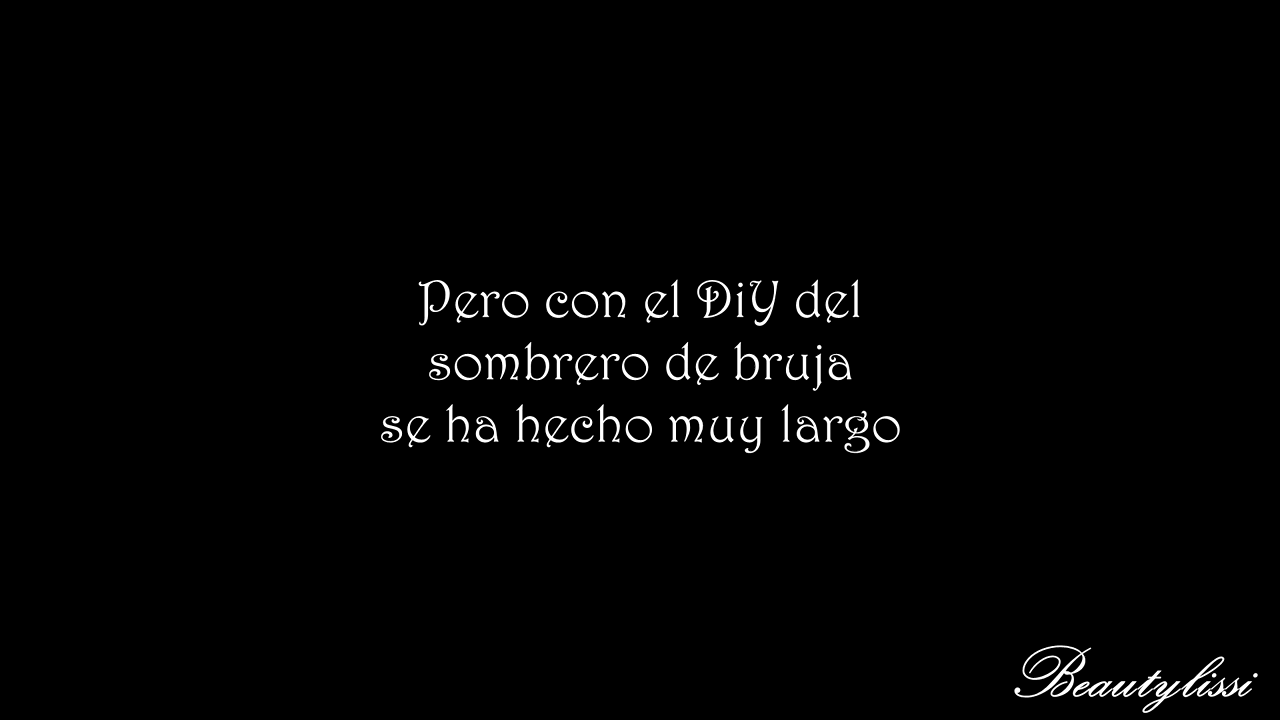 Pero con el DiY del
sombrero de bruja
se ha hecho muy largo
Beautylissi